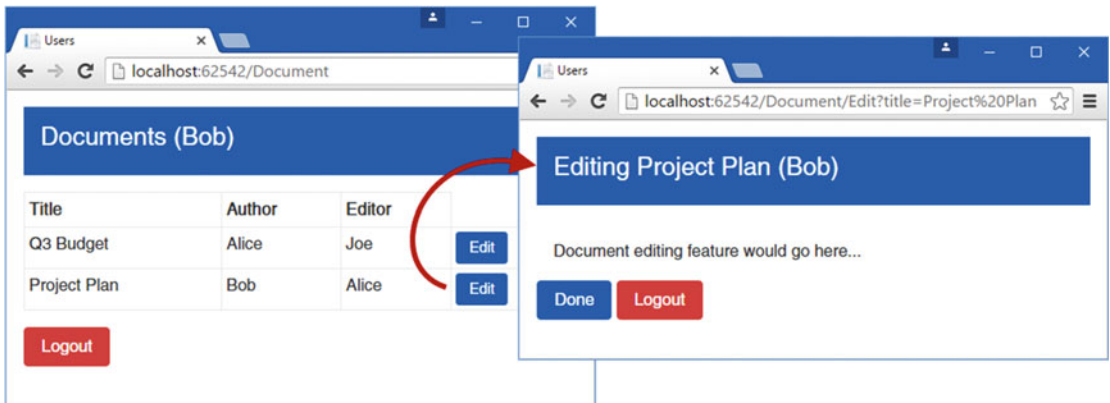 Users
localhost:62542/Document
Documents (Bob)
Title Author Editor
Q3 Budget Alice Joe Edit
Project Plan Bob Alice Edit
Logout
Users
localhost:62542/Document/Edit?title=Project%20Plan
Editing Project Plan (Bob)
Document editing feature would go here...
Done Logout